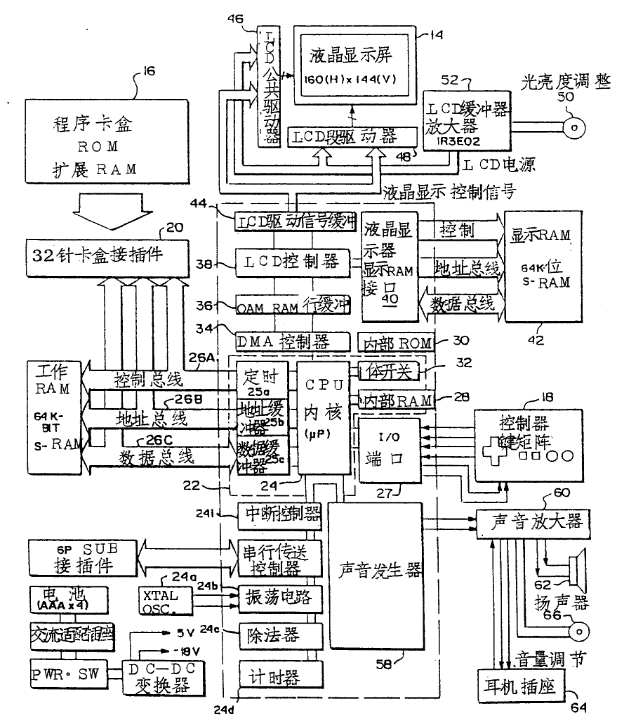 46
14
16
LCD公共驱动器
液晶显示屏
160(H)x144(V)
52
光亮度调整
50
LCD缓冲器
放大器
1R3E02
程序卡盒
ROM
扩展RAM
LCD段驱动器
48
LCD电源
液晶显示控制信号
44
LCD驱动信号缓冲
20
32针卡盒接插件
38
LCD控制器
液晶显示器
显示RAM
接口
40
控制
地址总线
数据总线
显示RAM
64K位
S-RAM
42
36
OAM RAM
行缓冲
34
DMA控制器
内部ROM
30
26A
工作
RAM
64K-
BIT
S-RAM
控制总线
定时
25a
CPU
内核
(μP)
体开关
32
26B
地址总线
地址缓
冲器
25b
内部RAM
28
26C
数据总线
数据缓
冲器
25c
I/O
端口
18
控制器
键矩阵
22
24
27
241
中断控制器
60
声音放大器
6P SUB
接插件
串行传送
控制器
声音发生器
62
扬声器
24a
XTAL
OSC.
24b
振荡电路
电池
(AAAx4)
66
交流适配插座
5V
24c
除法器
-18V
音量调节
PWR·SW
DC—DC
变换器
计时器
24d
58
耳机插座
64